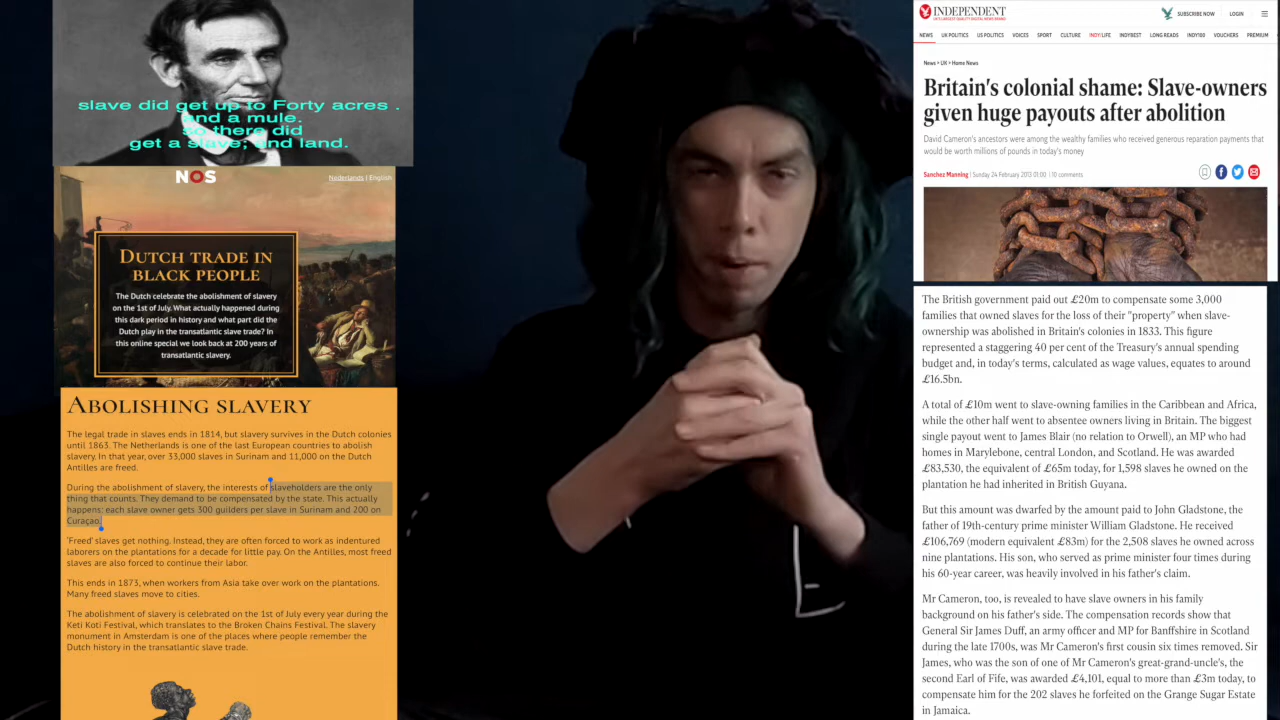 slave did get up to Forty acres .
and a mule.
so there did
get a slave; und land.
NOS
Nederlands | English
DUTCH TRADE IN
BLACK PEOPLE
The Dutch celebrate the abolishment of slavery
on the 1st of July. What actually happened during
this dark period in history and what part did the
Dutch play in the transatlantic slave trade? In
this online special we look back at 200 years of
transatlantic slavery.
ABOLISHING SLAVERY
The legal trade in slaves ends in 1814, but slavery survives in the Dutch colonies
until 1863. The Netherlands is one of the last European countries to abolish
slavery. In that year, over 33,000 slaves in Surinam and 11,000 on the Dutch
Antilles are freed.
During the abolishment of slavery, the interests of slaveholders are the only
thing that counts. They demand to be compensated by the state. This actually
happens: each slave owner gets 300 guilders per slave in Surinam and 200 on
Curaçao.
'Freed' slaves get nothing. Instead, they are often forced to work as indentured
laborers on the plantations for a decade for little pay. On the Antilles, most freed
slaves are also forced to continue their labor.
This ends in 1873, when workers from Asia take over work on the plantations.
Many freed slaves move to cities.
The abolishment of slavery is celebrated on the 1st of July every year during the
Keti Koti Festival, which translates to the Broken Chains Festival. The slavery
monument in Amsterdam is one of the places where people remember the
Dutch history in the transatlantic slave trade.
INDEPENDENT
UK'S LARGEST QUALITY DIGITAL NEWS BRAND
SUBSCRIBE NOW LOGIN
NEWS UK POLITICS US POLITICS VOICES SPORT CULTURE INDY/LIFE INDYBEST LONG READS INDY100 VOUCHERS PREMIUM
News > UK > Home News
Britain's colonial shame: Slave-owners
given huge payouts after abolition
David Cameron's ancestors were among the wealthy families who received generous reparation payments that
would be worth millions of pounds in today's money
Sanchez Manning | Sunday 24 February 2013 01:00 | 10 comments
The British government paid out £20m to compensate some 3,000
families that owned slaves for the loss of their "property" when slave-
ownership was abolished in Britain's colonies in 1833. This figure
represented a staggering 40 per cent of the Treasury's annual spending
budget and, in today's terms, calculated as wage values, equates to around
£16.5bn.
A total of £10m went to slave-owning families in the Caribbean and Africa,
while the other half went to absentee owners living in Britain. The biggest
single payout went to James Blair (no relation to Orwell), an MP who had
homes in Marylebone, central London, and Scotland. He was awarded
£83,530, the equivalent of £65m today, for 1,598 slaves he owned on the
plantation he had inherited in British Guyana.
But this amount was dwarfed by the amount paid to John Gladstone, the
father of 19th-century prime minister William Gladstone. He received
£106,769 (modern equivalent £83m) for the 2,508 slaves he owned across
nine plantations. His son, who served as prime minister four times during
his 60-year career, was heavily involved in his father's claim.
Mr Cameron, too, is revealed to have slave owners in his family
background on his father's side. The compensation records show that
General Sir James Duff, an army officer and MP for Banffshire in Scotland
during the late 1700s, was Mr Cameron's first cousin six times removed. Sir
James, who was the son of one of Mr Cameron's great-grand-uncle's, the
second Earl of Fife, was awarded £4,101, equal to more than £3m today, to
compensate him for the 202 slaves he forfeited on the Grange Sugar Estate
in Jamaica.